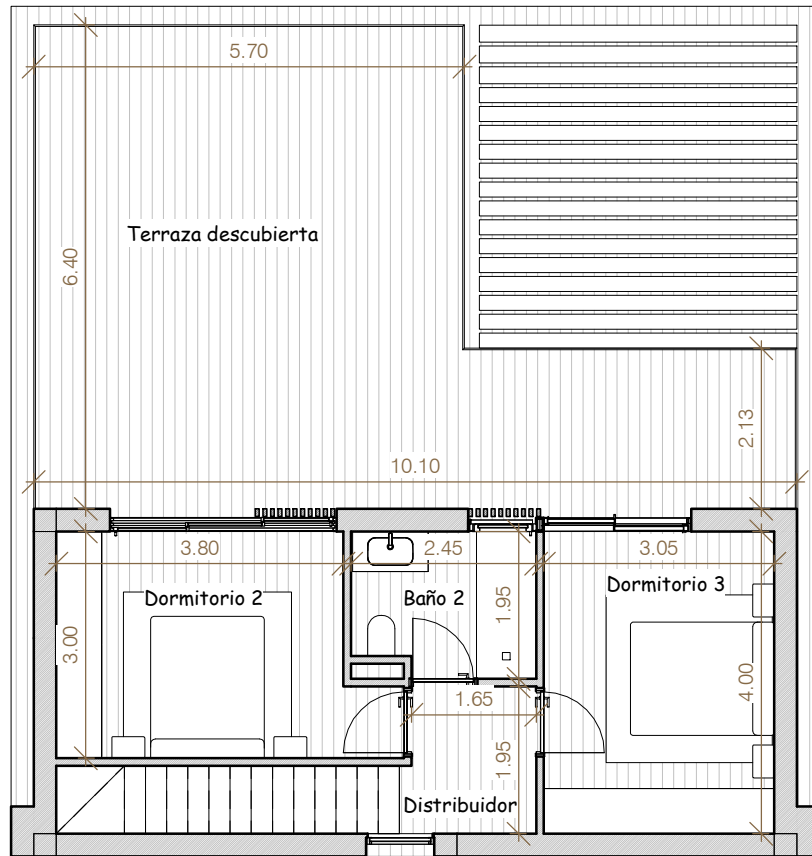 5.70
Terraza descubierta
6.40
2.13
10.10
3.80
2.45
3.05
Dormitorio 2
Baño 2
Dormitorio 3
3.00
1.95
4.00
1.65
1.95
Distribuidor